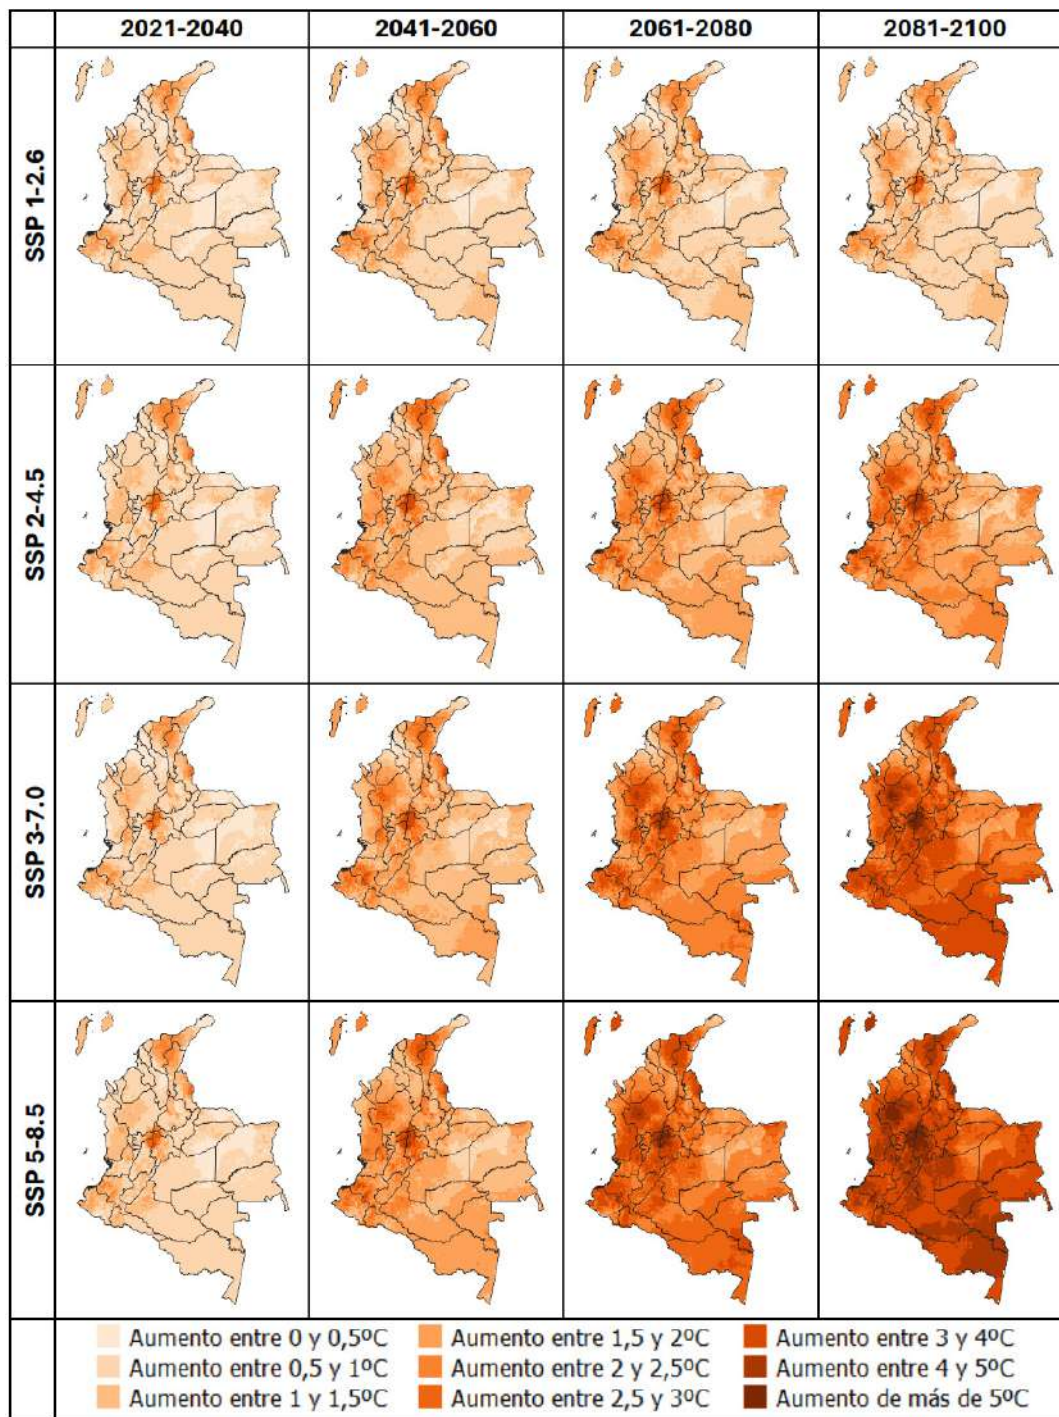 2021-2040 2041-2060 2061-2080 2081-2100
SSP 1-2.6
SSP 2-4.5
SSP 3-7.0
SSP 5-8.5
Aumento entre 0 y 0,5ºC Aumento entre 1,5 y 2ºC Aumento entre 3 y 4ºC
Aumento entre 0,5 y 1ºC Aumento entre 2 y 2,5ºC Aumento entre 4 y 5ºC
Aumento entre 1 y 1,5ºC Aumento entre 2,5 y 3ºC Aumento de más de 5ºC